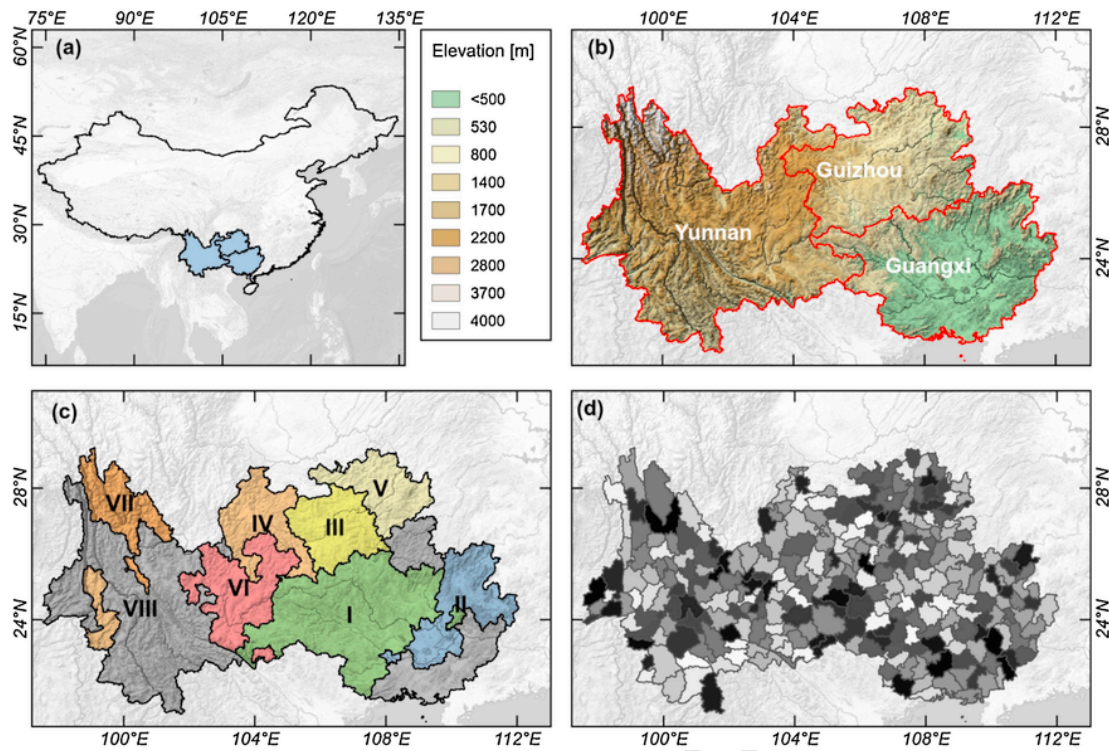 75°E 90°E 105°E 120°E 135°E
100°E 104°E 108°E 112°E
(a)
60°N
45°N
30°N
15°N
Elevation [m]
<500
530
800
1400
1700
2200
2800
3700
4000
(b)
28°N
24°N
Guizhou
Yunnan
Guangxi
(c)
28°N
24°N
VII
IV
III
V
VI
VIII
I
II
100°E 104°E 108°E 112°E
(d)
28°N
24°N
100°E 104°E 108°E 112°E